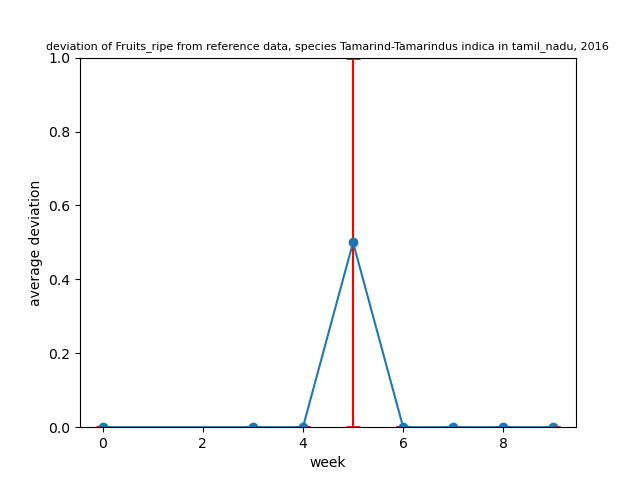 deviation of Fruits_ripe from reference data, species Tamarind-Tamarindus indica in tamil_nadu, 2016
1.0
0.8
0.6
0.4
0.2
0.0
average deviation
0 2 4 6 8
week